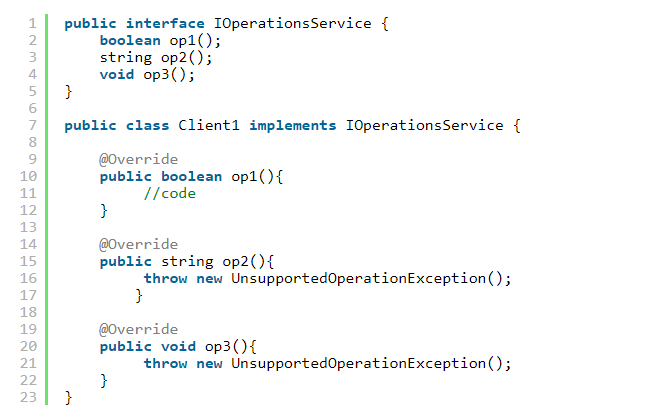 1 public interface IOperationsService {
2     boolean op1();
3     string op2();
4     void op3();
5 }
6
7 public class Client1 implements IOperationsService {
8
9     @Override
10     public boolean op1(){
11          //code
12     }
13
14     @Override
15     public string op2(){
16          throw new UnsupportedOperationException();
17         }
18
19     @Override
20     public void op3(){
21          throw new UnsupportedOperationException();
22     }
23 }